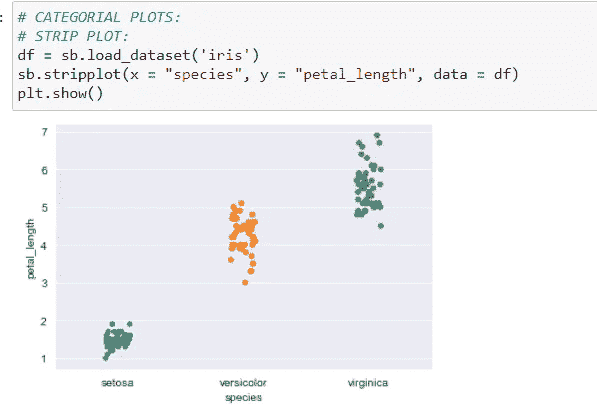 :
# CATEGORIAL PLOTS:
# STRIP PLOT:
df = sb.load_dataset('iris')
sb.stripplot(x = "species", y = "petal_length", data = df)
plt.show()
7
6
5
4
3
2
1
petal_length
setosa versicolor virginica
species